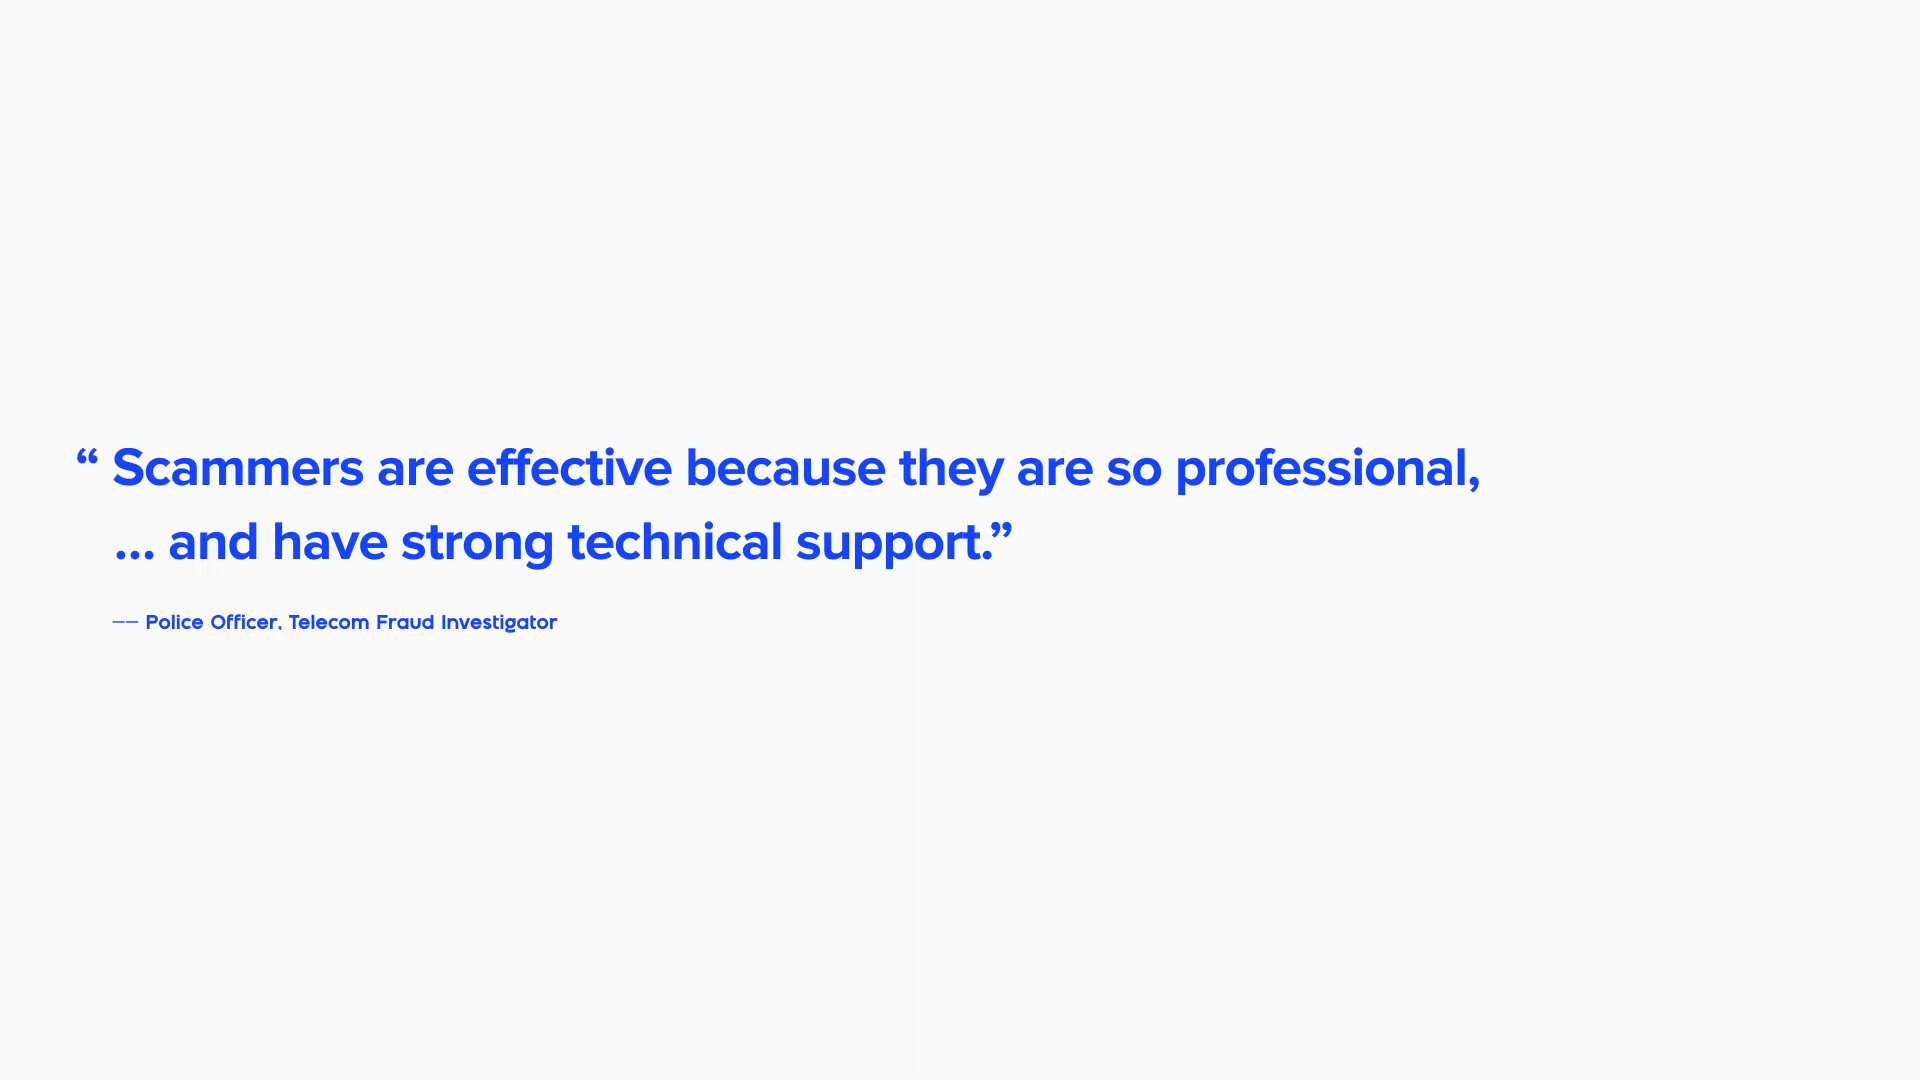 “ Scammers are effective because they are so professional,
... and have strong technical support.”
—— Police Officer, Telecom Fraud Investigator